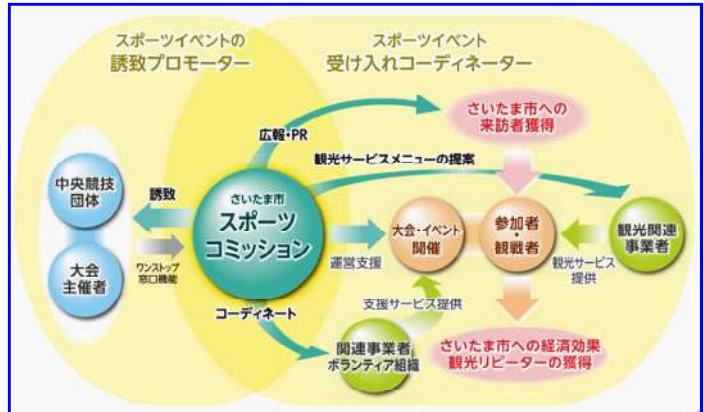 スポーツイベントの
誘致プロモーター
スポーツイベント
受け入れコーディネーター
広報・PR
さいたま市への
来訪者獲得
観光サービスメニューの提案
中央競技
団体
誘致
さいたま市
スポーツ
コミッション
大会・イベント
開催
参加者
・
観戦者
観光関連
事業者
大会
主催者
ワンストップ
窓口機能
運営支援
観光サービス
提供
支援サービス提供
コーディネート
関連事業者
ボランティア組織
さいたま市への経済効果
観光リピーターの獲得